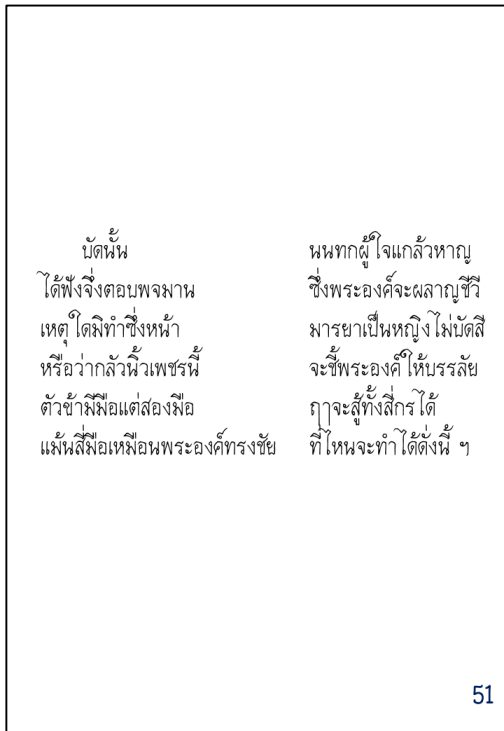 บัดนั้น นนทกผู้ใจแกล้วหาญ
ได้ฟังจึ่งตอบพจมาน ซึ่งพระองค์จะผลาญชีวี
เหตุใดมิทำซึ่งหน้า มารยาเป็นหญิงไม่บัดสี
หรือว่ากลัวนิ้วเพชรนี้ จะชี้พระองค์ให้บรรลัย
ตัวข้ามีมือแต่สองมือ ฤๅจะสู้ทั้งสี่กรได้
แม้นสี่มือเหมือนพระองค์ทรงชัย ที่ไหนจะทำได้ดั่งนี้ ฯ
51